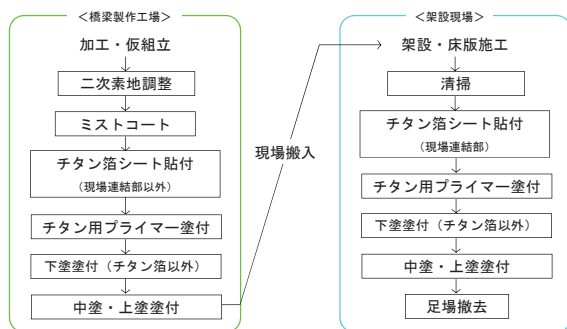 <橋梁製作工場>
加工・仮組立
二次素地調整
ミストコート
チタン箔シート貼付
(現場連結部以外)
チタン用プライマー塗付
下塗塗付(チタン箔以外)
中塗・上塗塗付
現場搬入
<架設現場>
架設・床版施工
清掃
チタン箔シート貼付
(現場連結部)
チタン用プライマー塗付
下塗塗付(チタン箔以外)
中塗・上塗塗付
足場撤去